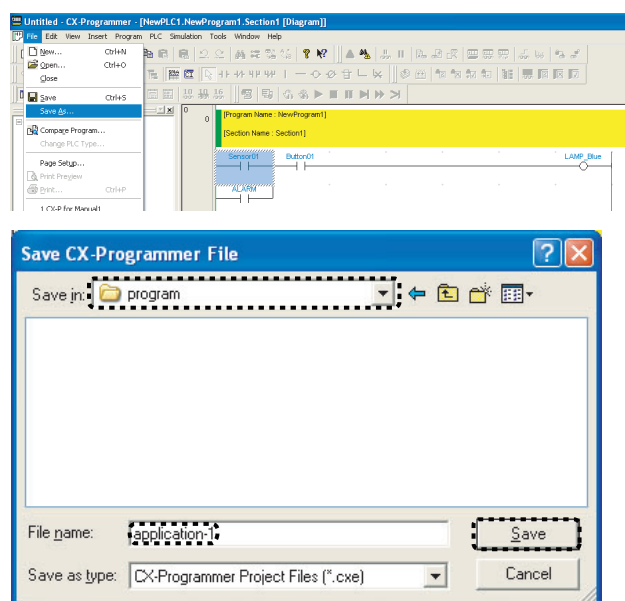 Untitled - CX-Programmer - [NewPLC1.NewProgram1.Section1 [Diagram]]
File Edit View Insert Program PLC Simulation Tools Window Help
New... Ctrl+N
Open... Ctrl+O
Close
Save Ctrl+S
Save As...
Compare Program...
Change PLC Type...
Page Setup...
Print Preview
Print... Ctrl+P
1 CX-P for Manual1
0
0
[Program Name : NewProgram1]
[Section Name : Section1]
Sensor01 Button01 LAMP_Blue
ALARM
Save CX-Programmer File
Save in: program
File name: application-1
Save
Save as type: CX-Programmer Project Files (*.cxe)
Cancel